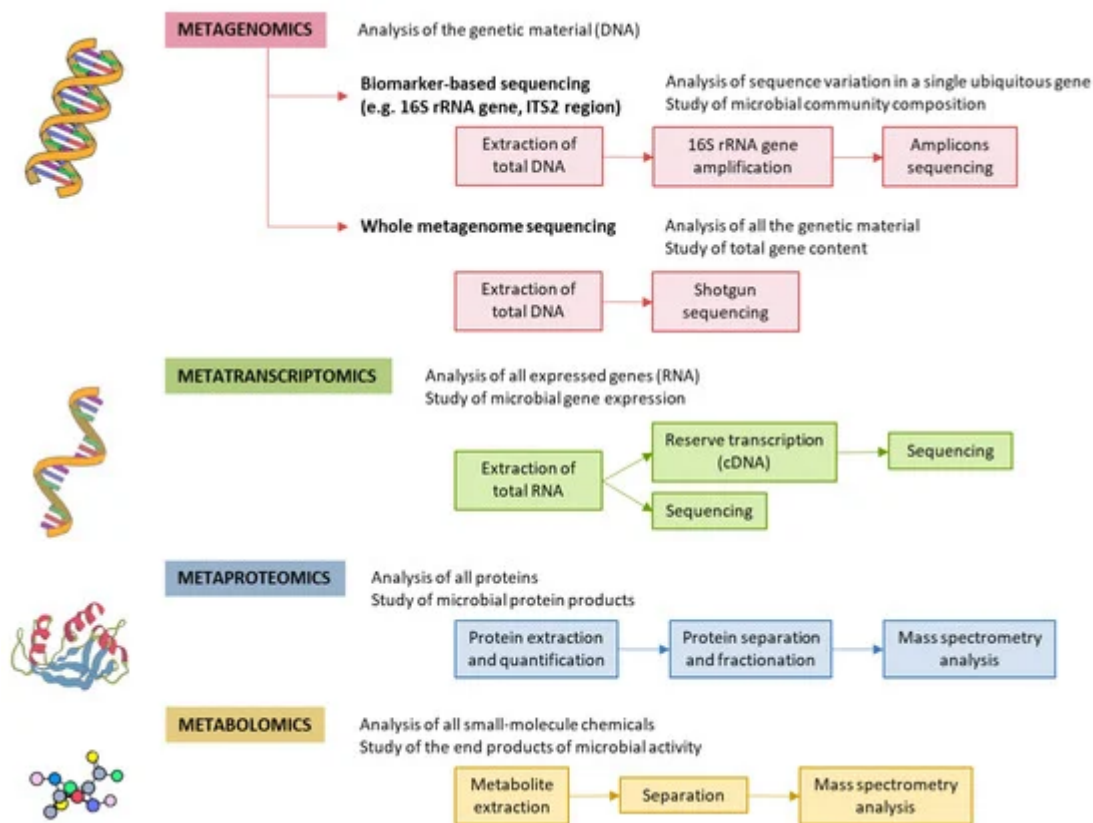 METAGENOMICS
Analysis of the genetic material (DNA)
Biomarker-based sequencing
(e.g. 16S rRNA gene, ITS2 region)
Analysis of sequence variation in a single ubiquitous gene
Study of microbial community composition
Extraction of
total DNA
16S rRNA gene
amplification
Amplicons
sequencing
Whole metagenome sequencing
Analysis of all the genetic material
Study of total gene content
Extraction of
total DNA
Shotgun
sequencing
METATRANSCRIPTOMICS
Analysis of all expressed genes (RNA)
Study of microbial gene expression
Extraction of
total RNA
Reserve transcription
(cDNA)
Sequencing
Sequencing
METAPROTEOMICS
Analysis of all proteins
Study of microbial protein products
Protein extraction
and quantification
Protein separation
and fractionation
Mass spectrometry
analysis
METABOLOMICS
Analysis of all small-molecule chemicals
Study of the end products of microbial activity
Metabolite
extraction
Separation
Mass spectrometry
analysis